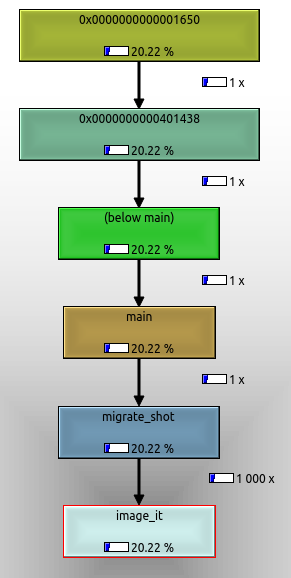 0x0000000000001650
20.22 %
1 x
0x0000000000401438
20.22 %
1 x
(below main)
20.22 %
1 x
main
20.22 %
1 x
migrate_shot
20.22 %
1 000 x
image_it
20.22 %